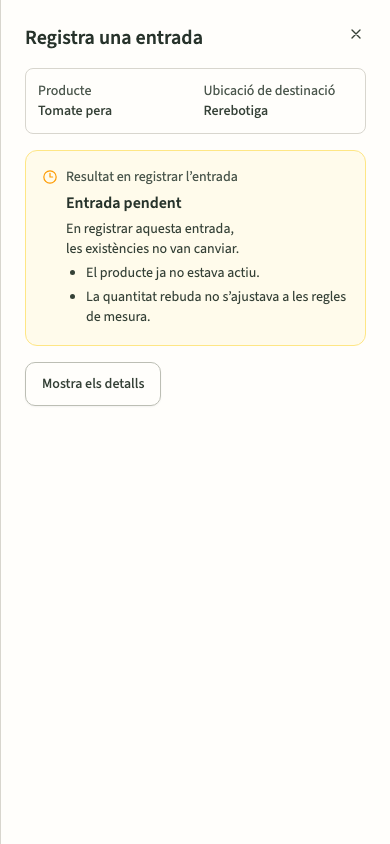 Registra una entrada
Producte
Tomate pera
Ubicació de destinació
Rerebotiga
Resultat en registrar l’entrada
Entrada pendent
En registrar aquesta entrada,
les existències no van canviar.
• El producte ja no estava actiu.
• La quantitat rebuda no s’ajustava a les regles
de mesura.
Mostra els detalls